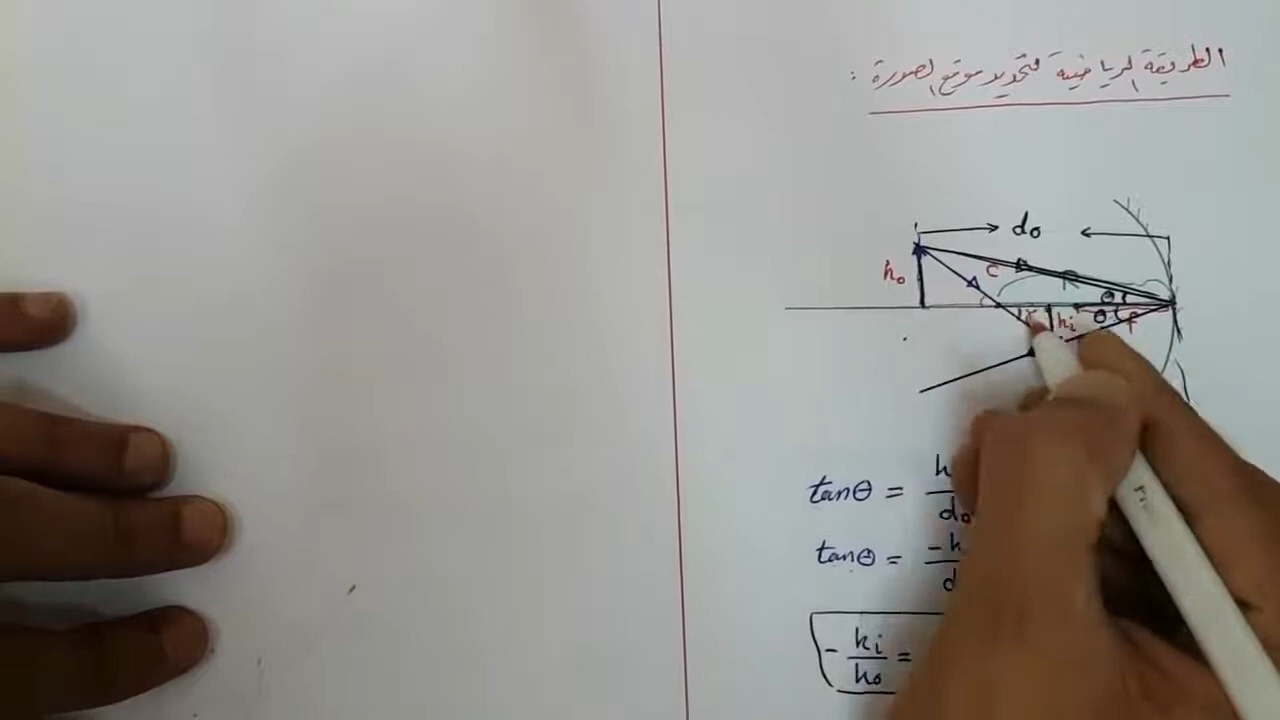 الطريقة الرياضية لتحديد موقع الصورة :
do
ho
c
θ
θ
hi
f
tanθ = h
do
tanθ = -h
d
- hi =
ho